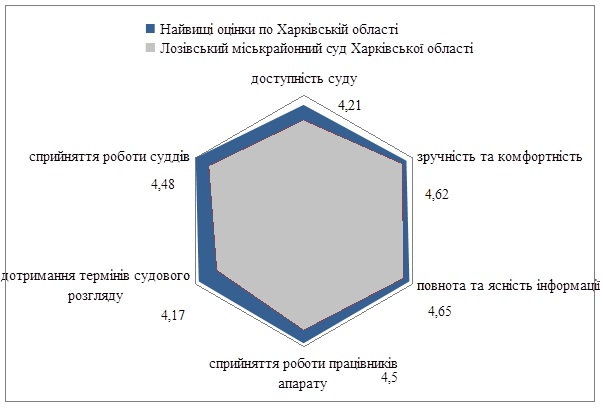 Найвищі оцінки по Харківській області
Лозівський міськрайонний суд Харківської області
доступність суду
4,21
сприйняття роботи суддів
4,48
зручність та комфортність
4,62
дотримання термінів судового
розгляду
4,17
повнота та ясність інформації
4,65
сприйняття роботи працівників
апарату
4,5